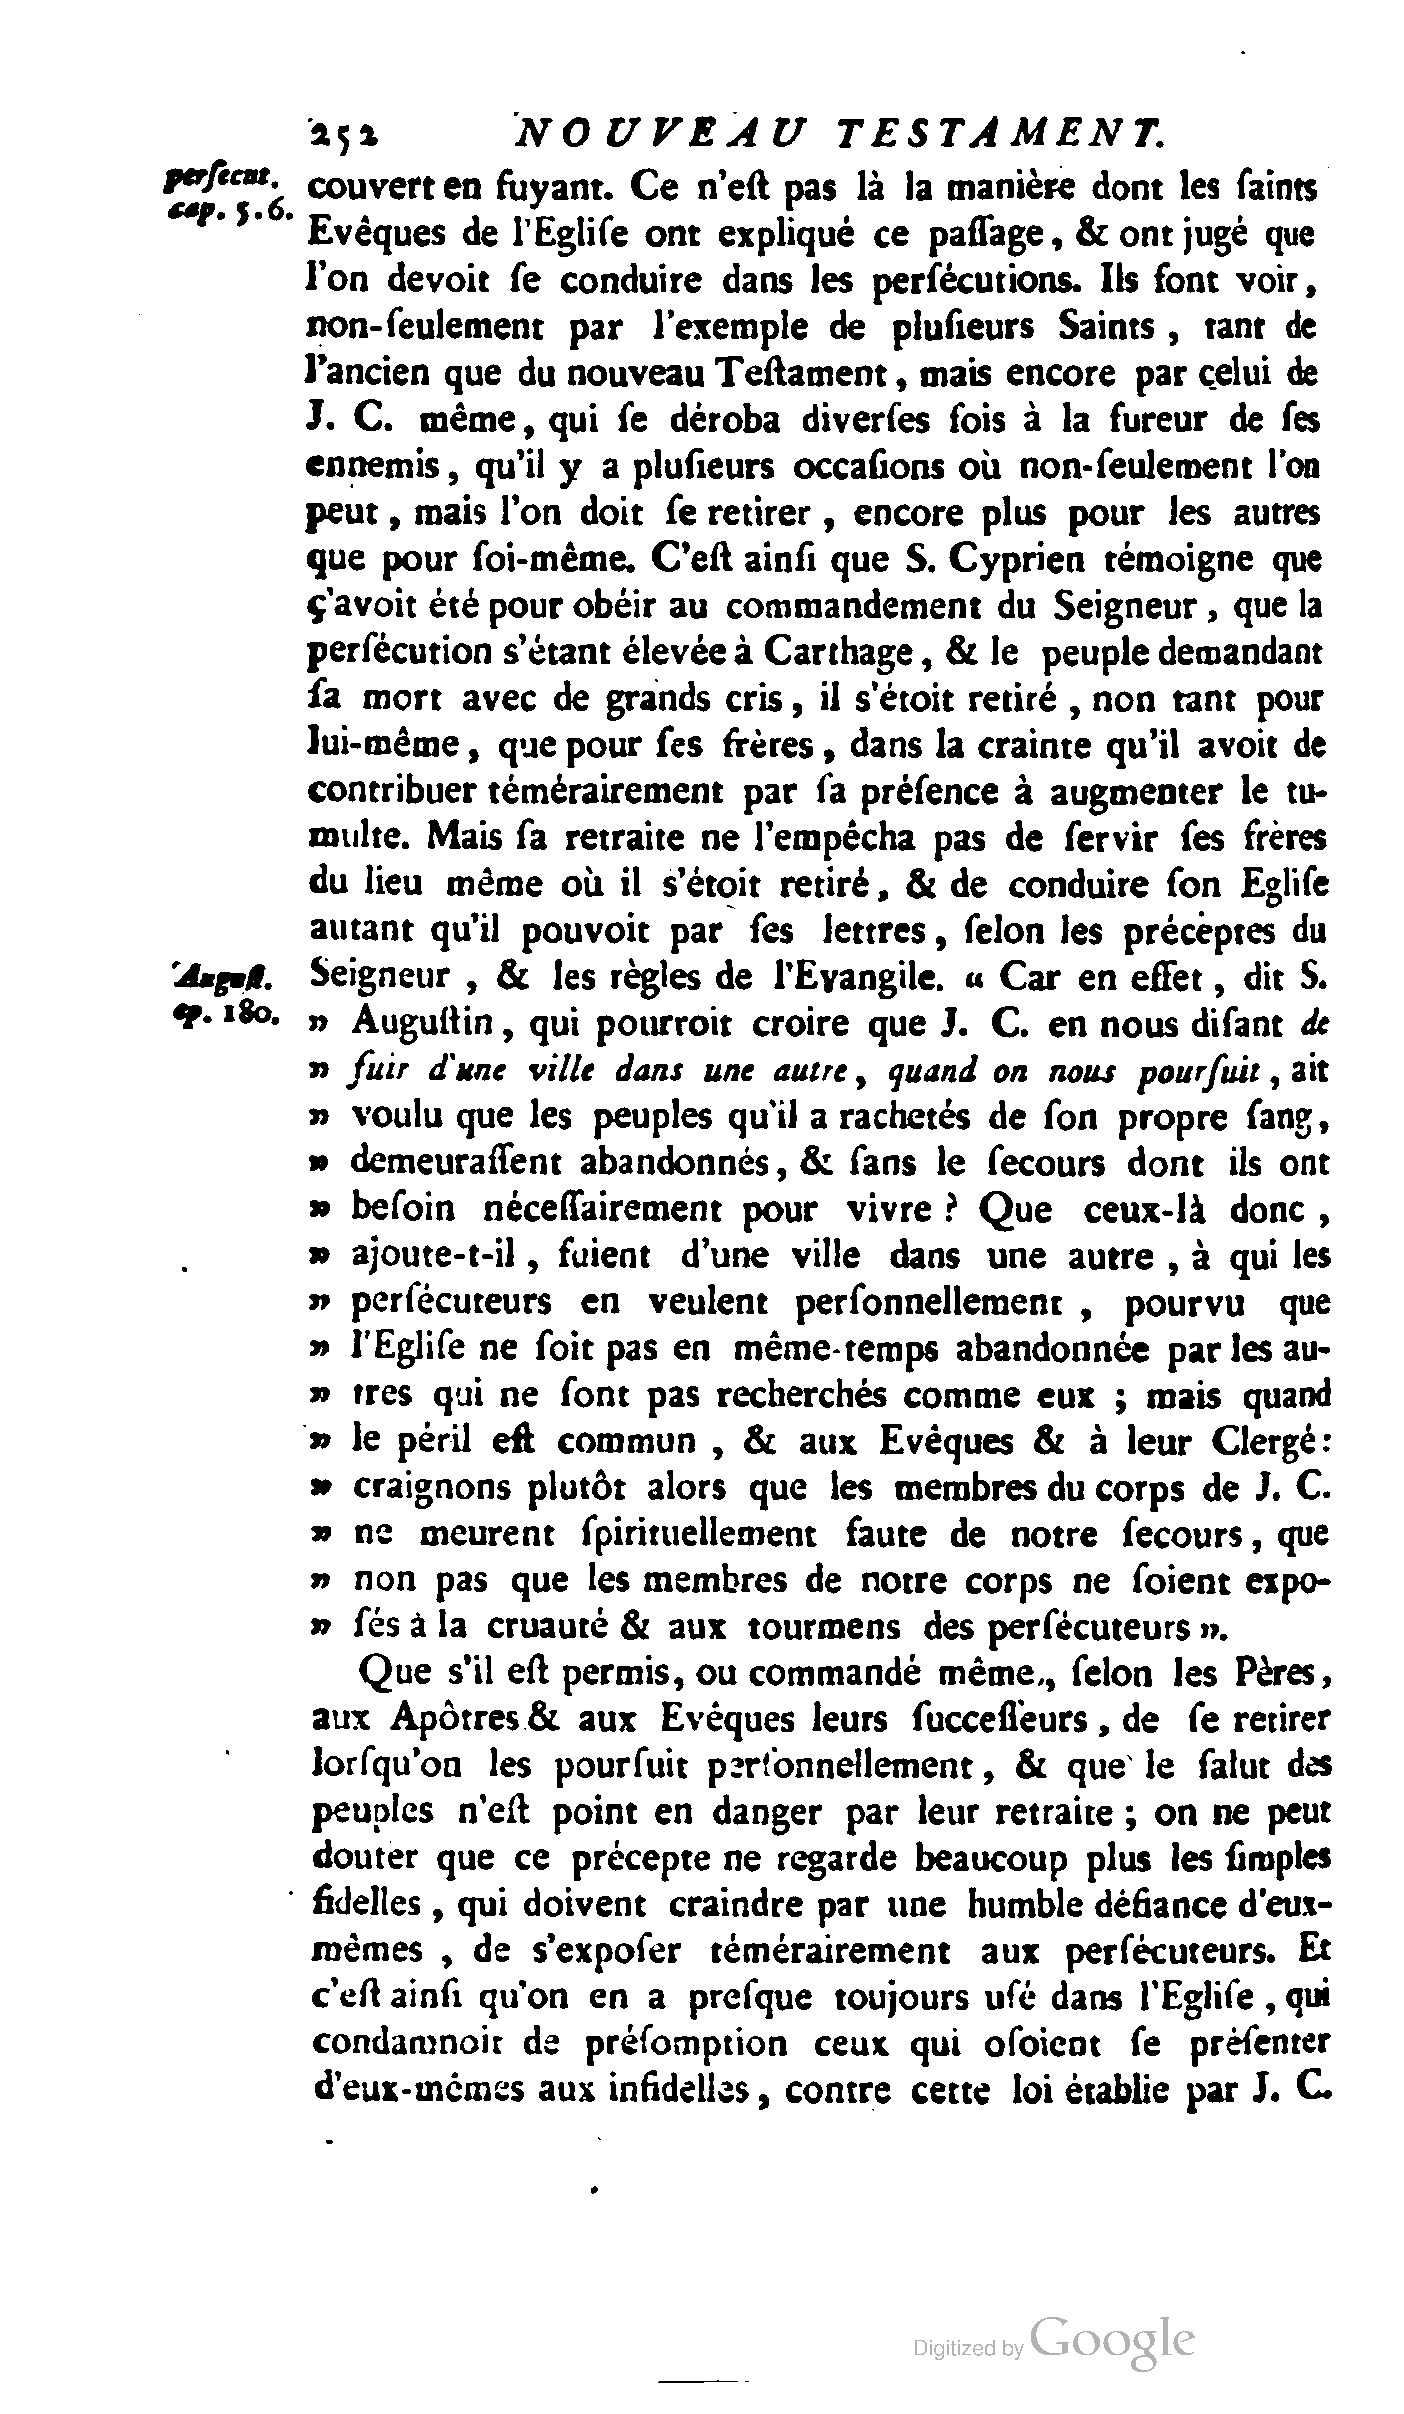 252 NOUVEAU TESTAMENT.
perſecut. couvert en fuyant. Ce n'eſt pas là la manière dont les ſaints
cap. 5.6. Evêques de l'Egliſe ont expliqué ce paſſage, & ont jugé que
l'on devoit ſe conduire dans les perſécutions. Ils font voir,
non-ſeulement par l'exemple de pluſieurs Saints, tant de
l'ancien que du nouveau Teſtament, mais encore par celui de
J. C. même, qui ſe déroba diverſes fois à la fureur de ſes
ennemis, qu'il y a pluſieurs occaſions où non-ſeulement l'on
peut, mais l'on doit ſe retirer, encore plus pour les autres
que pour ſoi-même. C'eſt ainſi que S. Cyprien témoigne que
ç'avoit été pour obéir au commandement du Seigneur, que la
perſécution s'étant élevée à Carthage, & le peuple demandant
ſa mort avec de grands cris, il s'étoit retiré, non tant pour
lui-même, que pour ſes frères, dans la crainte qu'il avoit de
contribuer témérairement par ſa préſence à augmenter le tu-
multe. Mais ſa retraite ne l'empêcha pas de ſervir ſes frères
du lieu même où il s'étoit retiré, & de conduire ſon Egliſe
autant qu'il pouvoit par ſes lettres, ſelon les préceptes du
Auguſt. Seigneur, & les règles de l'Evangile. « Car en effet, dit S.
ep. 180. » Auguſtin, qui pourroit croire que J. C. en nous diſant de
» fuir d'une ville dans une autre, quand on nous pourſuit, ait
» voulu que les peuples qu'il a rachetés de ſon propre ſang,
» demeuraſſent abandonnés, & ſans le ſecours dont ils ont
» beſoin néceſſairement pour vivre ? Que ceux-là donc,
» ajoute-t-il, fuient d'une ville dans une autre, à qui les
» perſécuteurs en veulent perſonnellement, pourvu que
» l'Egliſe ne ſoit pas en même-temps abandonnée par les au-
» tres qui ne ſont pas recherchés comme eux ; mais quand
» le péril eſt commun, & aux Evêques & à leur Clergé :
» craignons plutôt alors que les membres du corps de J. C.
» ne meurent ſpirituellement faute de notre ſecours, que
» non pas que les membres de notre corps ne ſoient expo-
» ſés à la cruauté & aux tourmens des perſécuteurs ».
Que s'il eſt permis, ou commandé même, ſelon les Pères,
aux Apôtres & aux Evêques leurs ſucceſſeurs, de ſe retirer
lorſqu'on les pourſuit perſonnellement, & que le ſalut des
peuples n'eſt point en danger par leur retraite ; on ne peut
douter que ce précepte ne regarde beaucoup plus les ſimples
fidelles, qui doivent craindre par une humble défiance d'eux-
mêmes, de s'expoſer témérairement aux perſécuteurs. Et
c'eſt ainſi qu'on en a preſque toujours uſé dans l'Egliſe, qui
condamnoit de préſomption ceux qui oſoient ſe préſenter
d'eux-mêmes aux infidelles, contre cette loi établie par J. C.
Digitized by Google